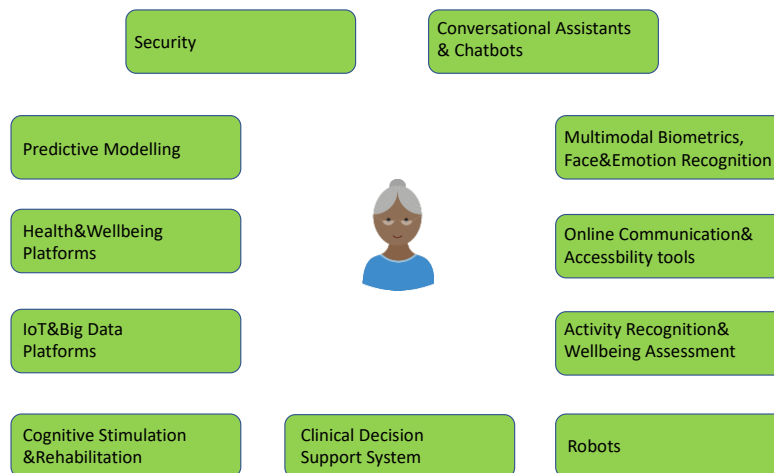 Security
Conversational Assistants
& Chatbots
Predictive Modelling
Multimodal Biometrics,
Face&Emotion Recognition
Health&Wellbeing
Platforms
Online Communication&
Accessbility tools
IoT&Big Data
Platforms
Activity Recognition&
Wellbeing Assessment
Cognitive Stimulation
&Rehabilitation
Clinical Decision
Support System
Robots